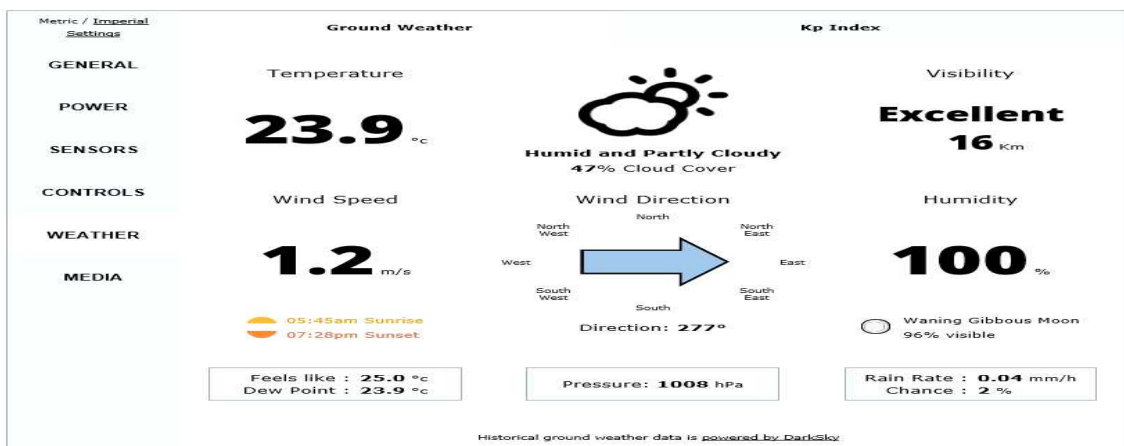 Metric / Imperial
Settings
GENERAL
POWER
SENSORS
CONTROLS
WEATHER
MEDIA
Ground Weather
Kp Index
Temperature
23.9 °c
Humid and Partly Cloudy
47% Cloud Cover
Visibility
Excellent
16 Km
Wind Speed
1.2 m/s
Wind Direction
North
North
West
North
East
West
East
South
West
South
East
South
Direction: 277°
Humidity
100 %
05:45am Sunrise
07:28pm Sunset
Waning Gibbous Moon
96% visible
Feels like : 25.0 °c
Dew Point : 23.9 °c
Pressure: 1008 hPa
Rain Rate : 0.04 mm/h
Chance : 2 %
Historical ground weather data is powered by DarkSky